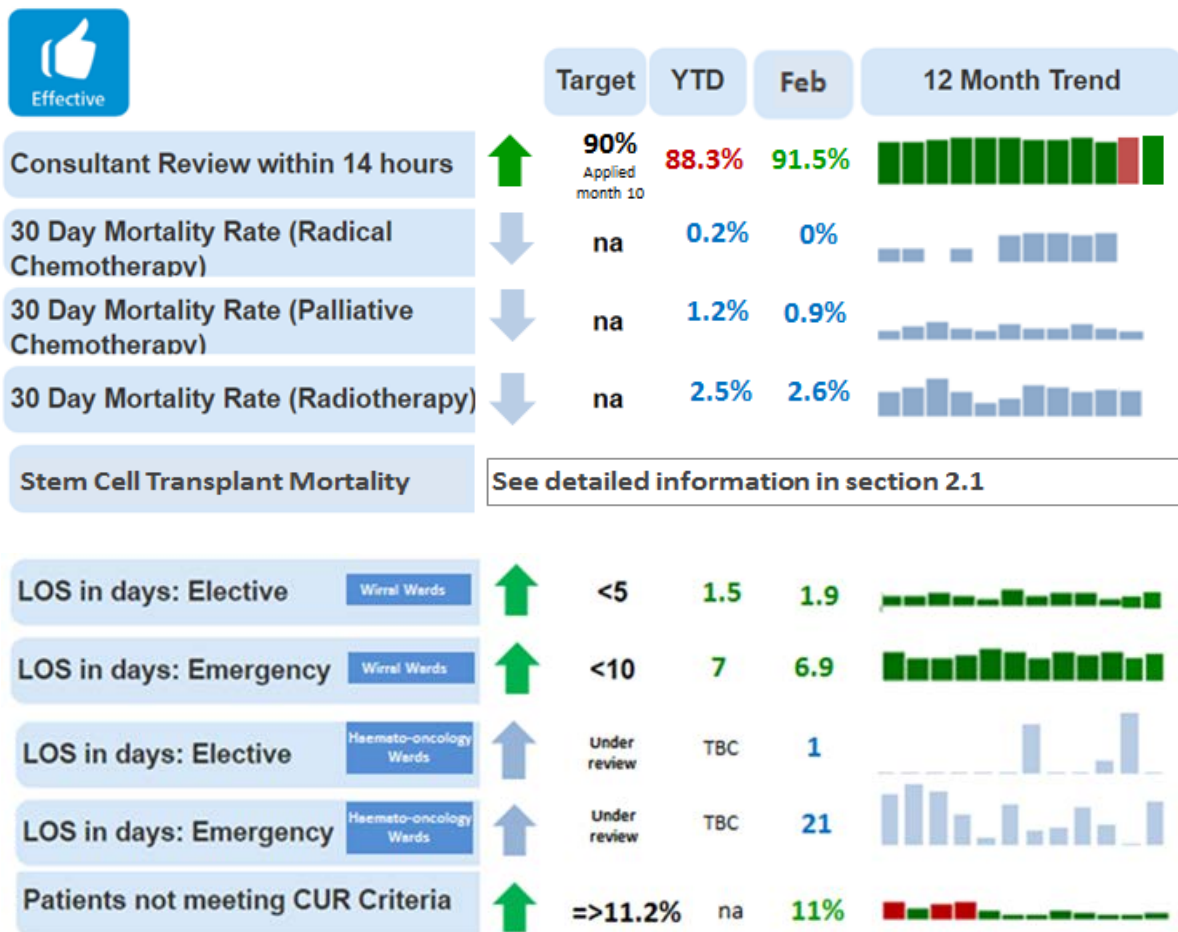 Effective
Target YTD Feb 12 Month Trend
Consultant Review within 14 hours 90% 88.3% 91.5%
Applied
month 10
30 Day Mortality Rate (Radical
Chemotherapy) na 0.2% 0%
30 Day Mortality Rate (Palliative
Chemotherapy) na 1.2% 0.9%
30 Day Mortality Rate (Radiotherapy) na 2.5% 2.6%
Stem Cell Transplant Mortality See detailed information in section 2.1
LOS in days: Elective Wirral Wards <5 1.5 1.9
LOS in days: Emergency Wirral Wards <10 7 6.9
LOS in days: Elective Haemato-oncology
Wards Under
review TBC 1
LOS in days: Emergency Haemato-oncology
Wards Under
review TBC 21
Patients not meeting CUR Criteria =>11.2% na 11%